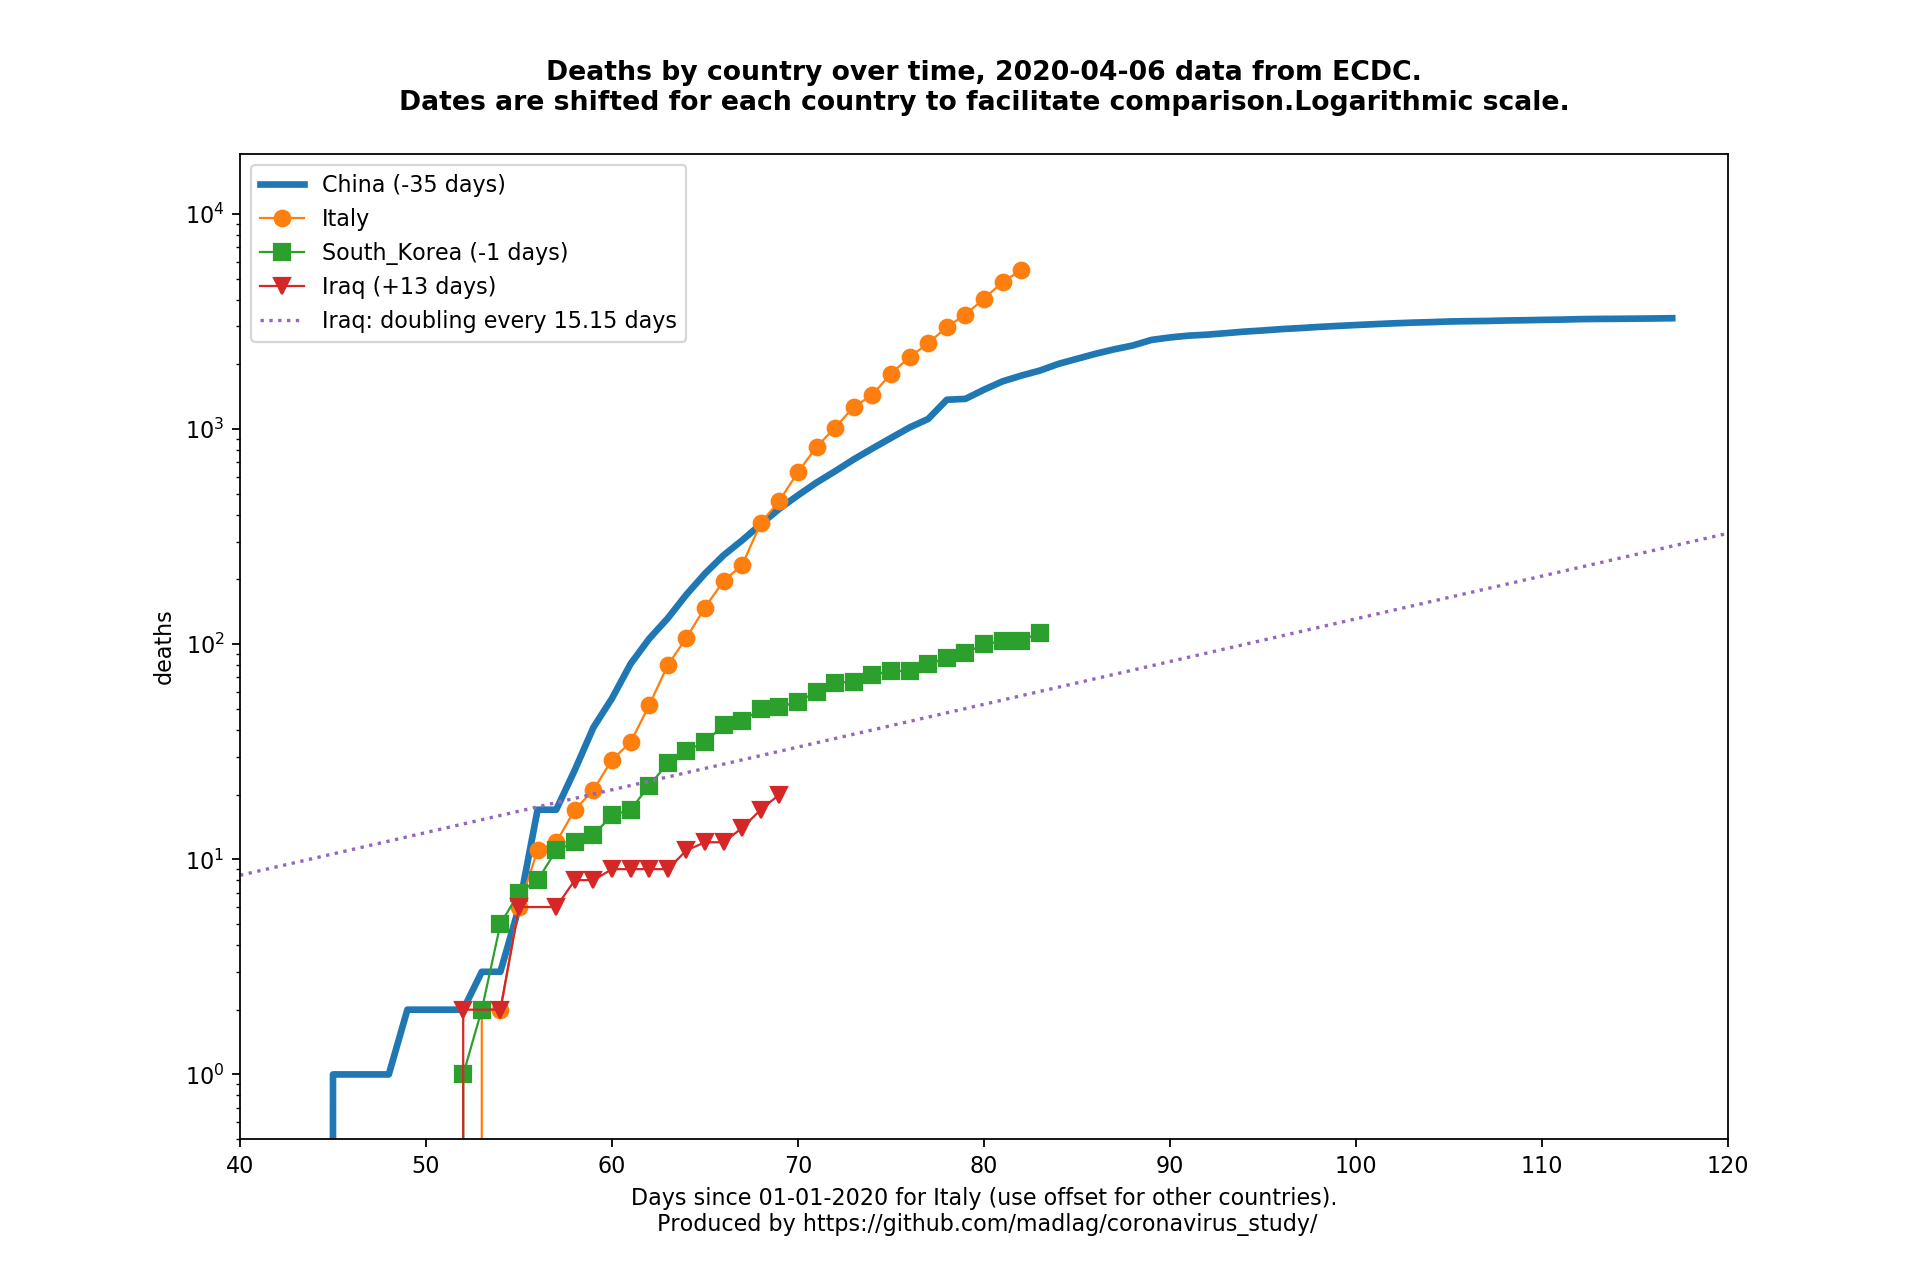 Deaths by country over time, 2020-04-06 data from ECDC.
Dates are shifted for each country to facilitate comparison.Logarithmic scale.
China (-35 days)
Italy
South_Korea (-1 days)
Iraq (+13 days)
Iraq: doubling every 15.15 days
10^4
10^3
10^2
10^1
10^0
deaths
40 50 60 70 80 90 100 110 120
Days since 01-01-2020 for Italy (use offset for other countries).
Produced by https://github.com/madlag/coronavirus_study/